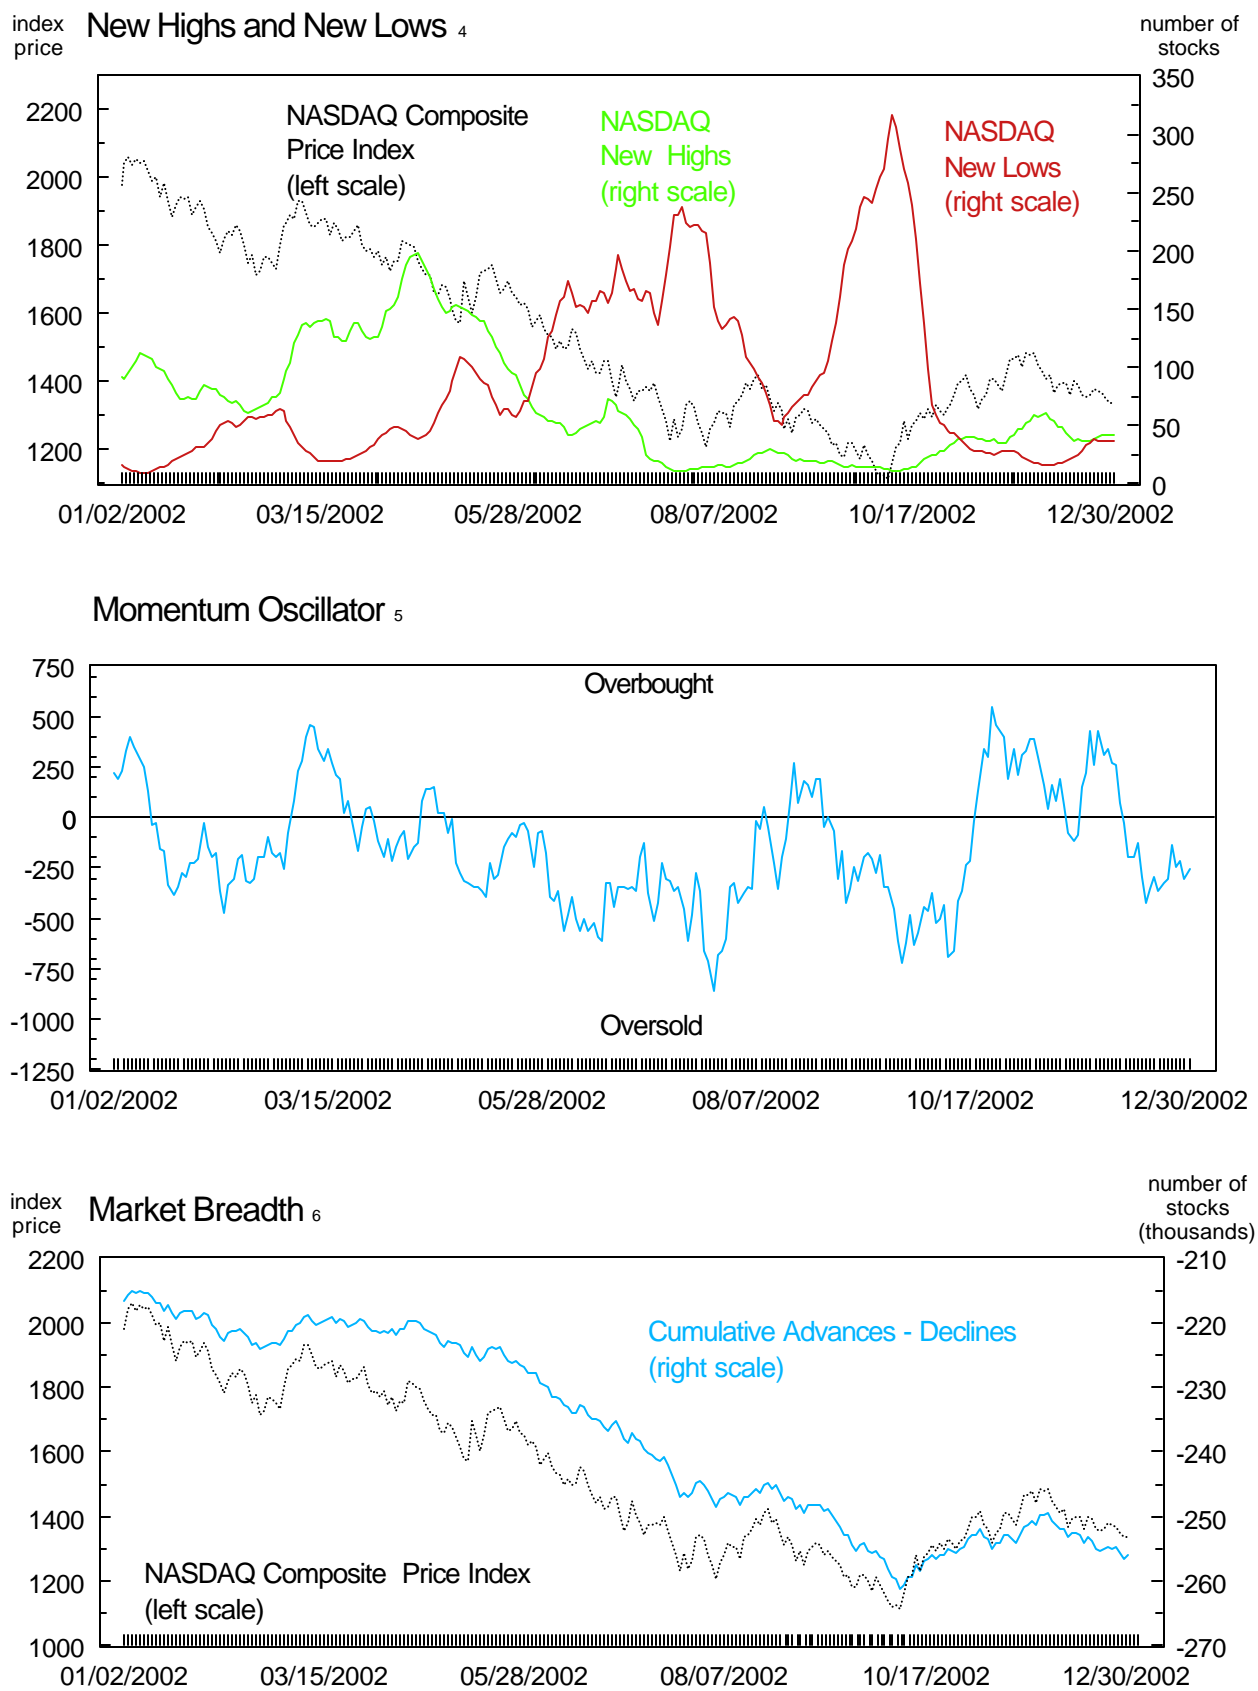 index
price
New Highs and New Lows 4
number of
stocks
NASDAQ Composite
Price Index
(left scale)
NASDAQ
New Highs
(right scale)
NASDAQ
New Lows
(right scale)
2200
2000
1800
1600
1400
1200
350
300
250
200
150
100
50
0
01/02/2002 03/15/2002 05/28/2002 08/07/2002 10/17/2002 12/30/2002
Momentum Oscillator 5
Overbought
Oversold
750
500
250
0
-250
-500
-750
-1000
-1250
01/02/2002 03/15/2002 05/28/2002 08/07/2002 10/17/2002 12/30/2002
index
price
Market Breadth 6
number of
stocks
(thousands)
Cumulative Advances - Declines
(right scale)
NASDAQ Composite Price Index
(left scale)
2200
2000
1800
1600
1400
1200
1000
-210
-220
-230
-240
-250
-260
-270
01/02/2002 03/15/2002 05/28/2002 08/07/2002 10/17/2002 12/30/2002